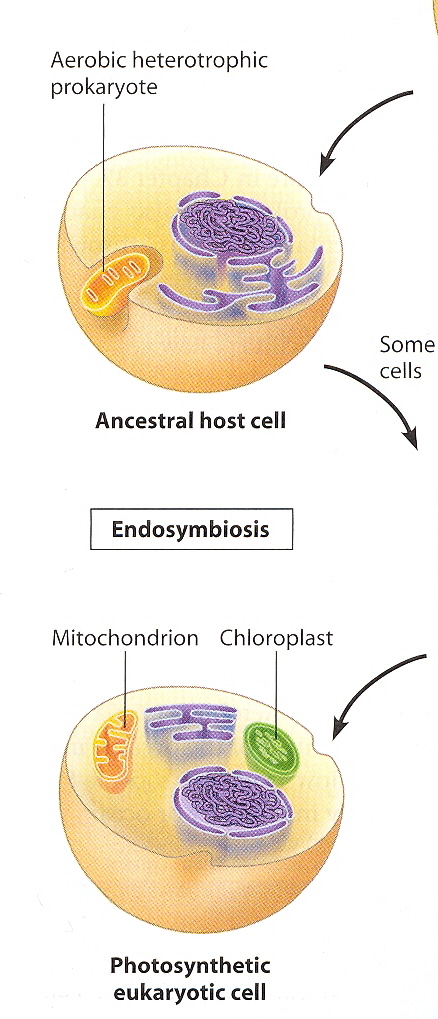 Aerobic heterotrophic
prokaryote
Some
cells
Ancestral host cell
Endosymbiosis
Mitochondrion Chloroplast
Photosynthetic
eukaryotic cell